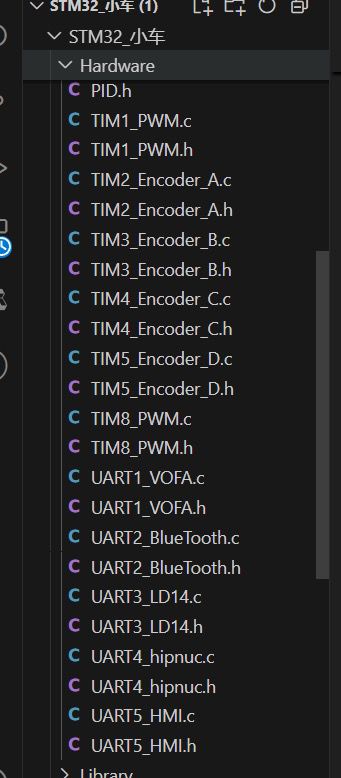 STM32_小车 (1)
STM32_小车
Hardware
C PID.h
C TIM1_PWM.c
C TIM1_PWM.h
C TIM2_Encoder_A.c
C TIM2_Encoder_A.h
C TIM3_Encoder_B.c
C TIM3_Encoder_B.h
C TIM4_Encoder_C.c
C TIM4_Encoder_C.h
C TIM5_Encoder_D.c
C TIM5_Encoder_D.h
C TIM8_PWM.c
C TIM8_PWM.h
C UART1_VOFA.c
C UART1_VOFA.h
C UART2_BlueTooth.c
C UART2_BlueTooth.h
C UART3_LD14.c
C UART3_LD14.h
C UART4_hipnuc.c
C UART4_hipnuc.h
C UART5_HMI.c
C UART5_HMI.h
Library